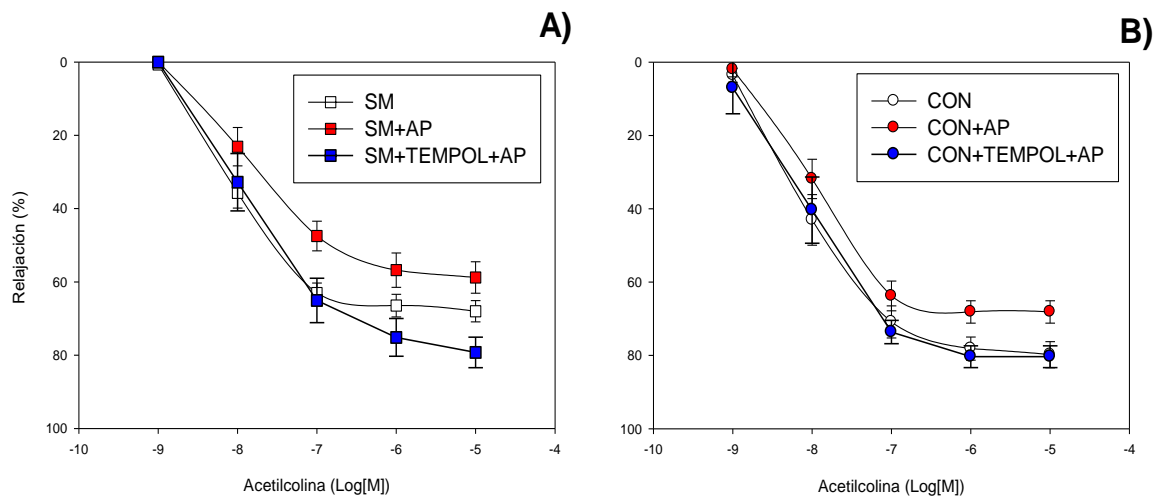 A)
SM
SM+AP
SM+TEMPOL+AP
Relajación (%)
0
20
40
60
80
100
-10
-9
-8
-7
-6
-5
-4
Acetilcolina (Log[M])
B)
CON
CON+AP
CON+TEMPOL+AP
0
20
40
60
80
100
-10
-9
-8
-7
-6
-5
-4
Acetilcolina (Log[M])